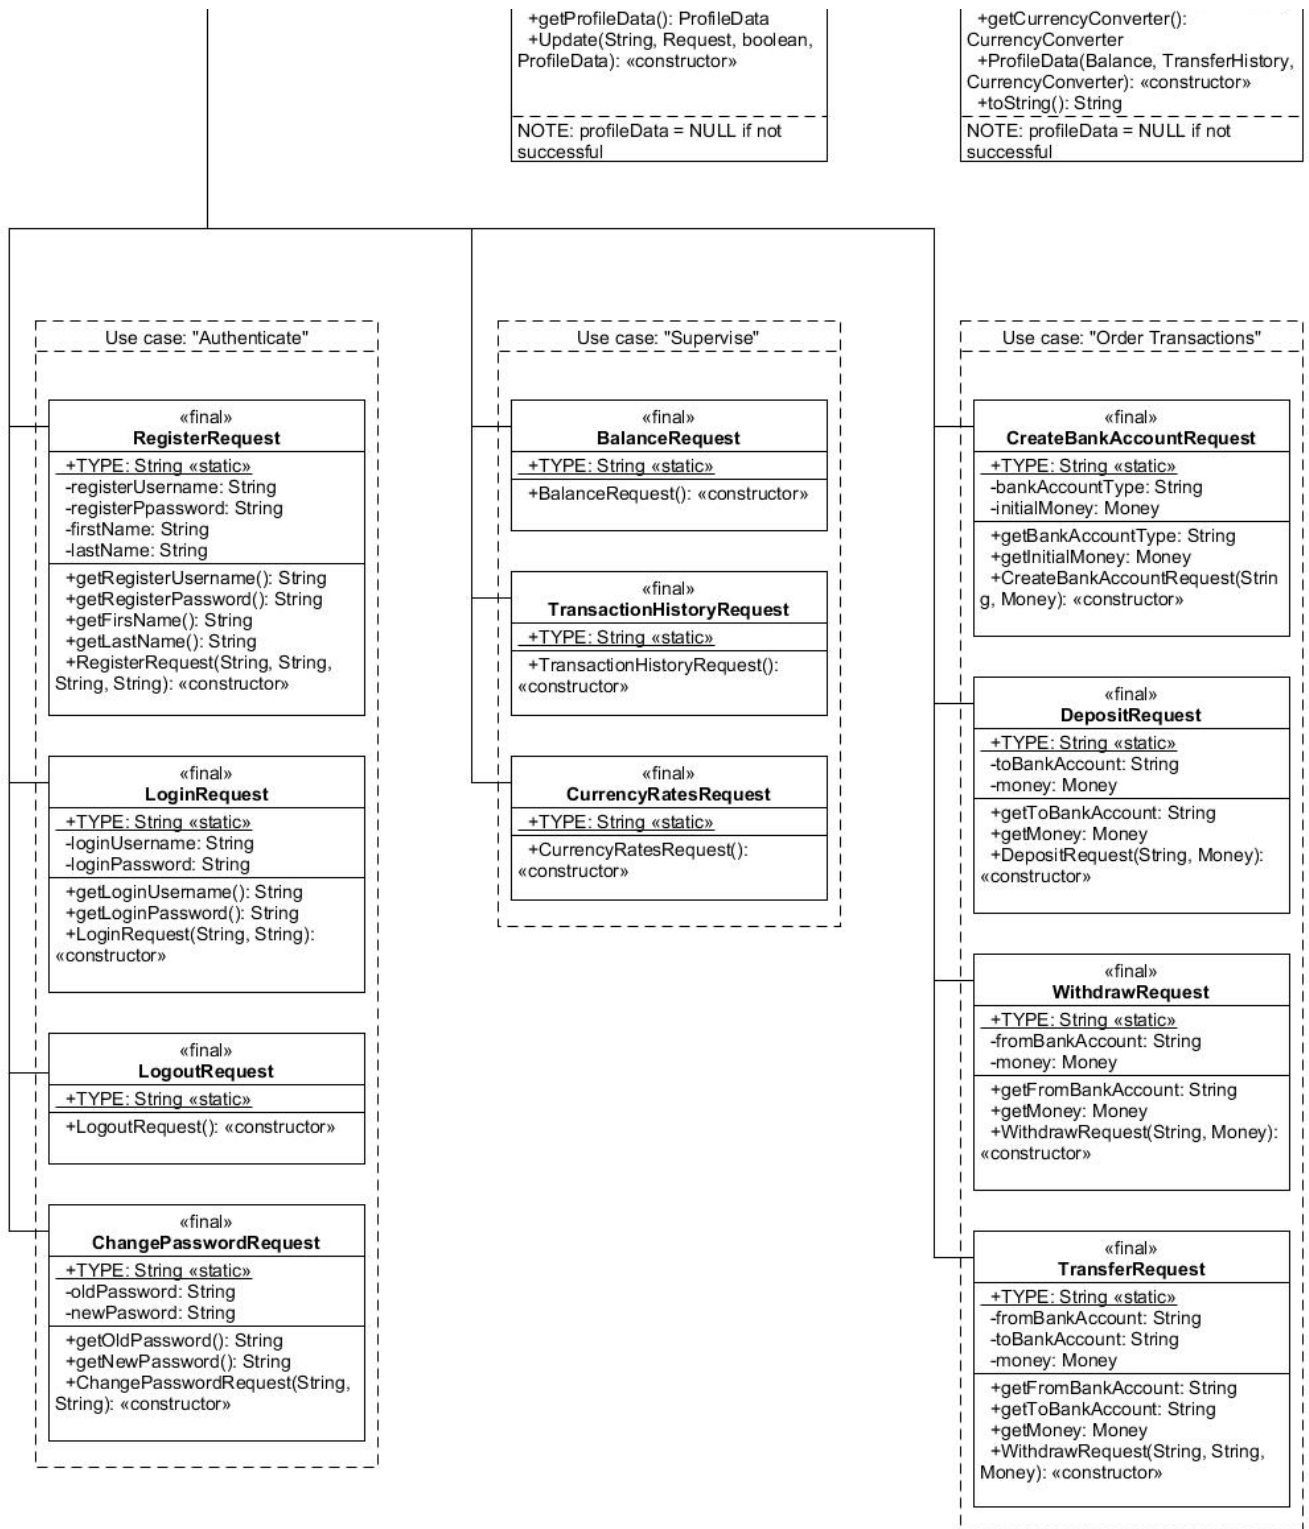 +getProfileData(): ProfileData
+Update(String, Request, boolean,
ProfileData): «constructor»
NOTE: profileData = NULL if not
successful
+getCurrencyConverter():
CurrencyConverter
+ProfileData(Balance, TransferHistory,
CurrencyConverter): «constructor»
+toString(): String
NOTE: profileData = NULL if not
successful
Use case: "Authenticate"
«final»
RegisterRequest
+TYPE: String «static»
-registerUsername: String
-registerPpassword: String
-firstName: String
-lastName: String
+getRegisterUsername(): String
+getRegisterPassword(): String
+getFirsName(): String
+getLastName(): String
+RegisterRequest(String, String,
String, String): «constructor»
«final»
LoginRequest
+TYPE: String «static»
-loginUsername: String
-loginPassword: String
+getLoginUsername(): String
+getLoginPassword(): String
+LoginRequest(String, String):
«constructor»
«final»
LogoutRequest
+TYPE: String «static»
+LogoutRequest(): «constructor»
«final»
ChangePasswordRequest
+TYPE: String «static»
-oldPassword: String
-newPasword: String
+getOldPassword(): String
+getNewPassword(): String
+ChangePasswordRequest(String,
String): «constructor»
Use case: "Supervise"
«final»
BalanceRequest
+TYPE: String «static»
+BalanceRequest(): «constructor»
«final»
TransactionHistoryRequest
+TYPE: String «static»
+TransactionHistoryRequest():
«constructor»
«final»
CurrencyRatesRequest
+TYPE: String «static»
+CurrencyRatesRequest():
«constructor»
Use case: "Order Transactions"
«final»
CreateBankAccountRequest
+TYPE: String «static»
-bankAccountType: String
-initialMoney: Money
+getBankAccountType: String
+getInitialMoney: Money
+CreateBankAccountRequest(Strin
g, Money): «constructor»
«final»
DepositRequest
+TYPE: String «static»
-toBankAccount: String
-money: Money
+getToBankAccount: String
+getMoney: Money
+DepositRequest(String, Money):
«constructor»
«final»
WithdrawRequest
+TYPE: String «static»
-fromBankAccount: String
-money: Money
+getFromBankAccount: String
+getMoney: Money
+WithdrawRequest(String, Money):
«constructor»
«final»
TransferRequest
+TYPE: String «static»
-fromBankAccount: String
-toBankAccount: String
-money: Money
+getFromBankAccount: String
+getToBankAccount: String
+getMoney: Money
+WithdrawRequest(String, String,
Money): «constructor»